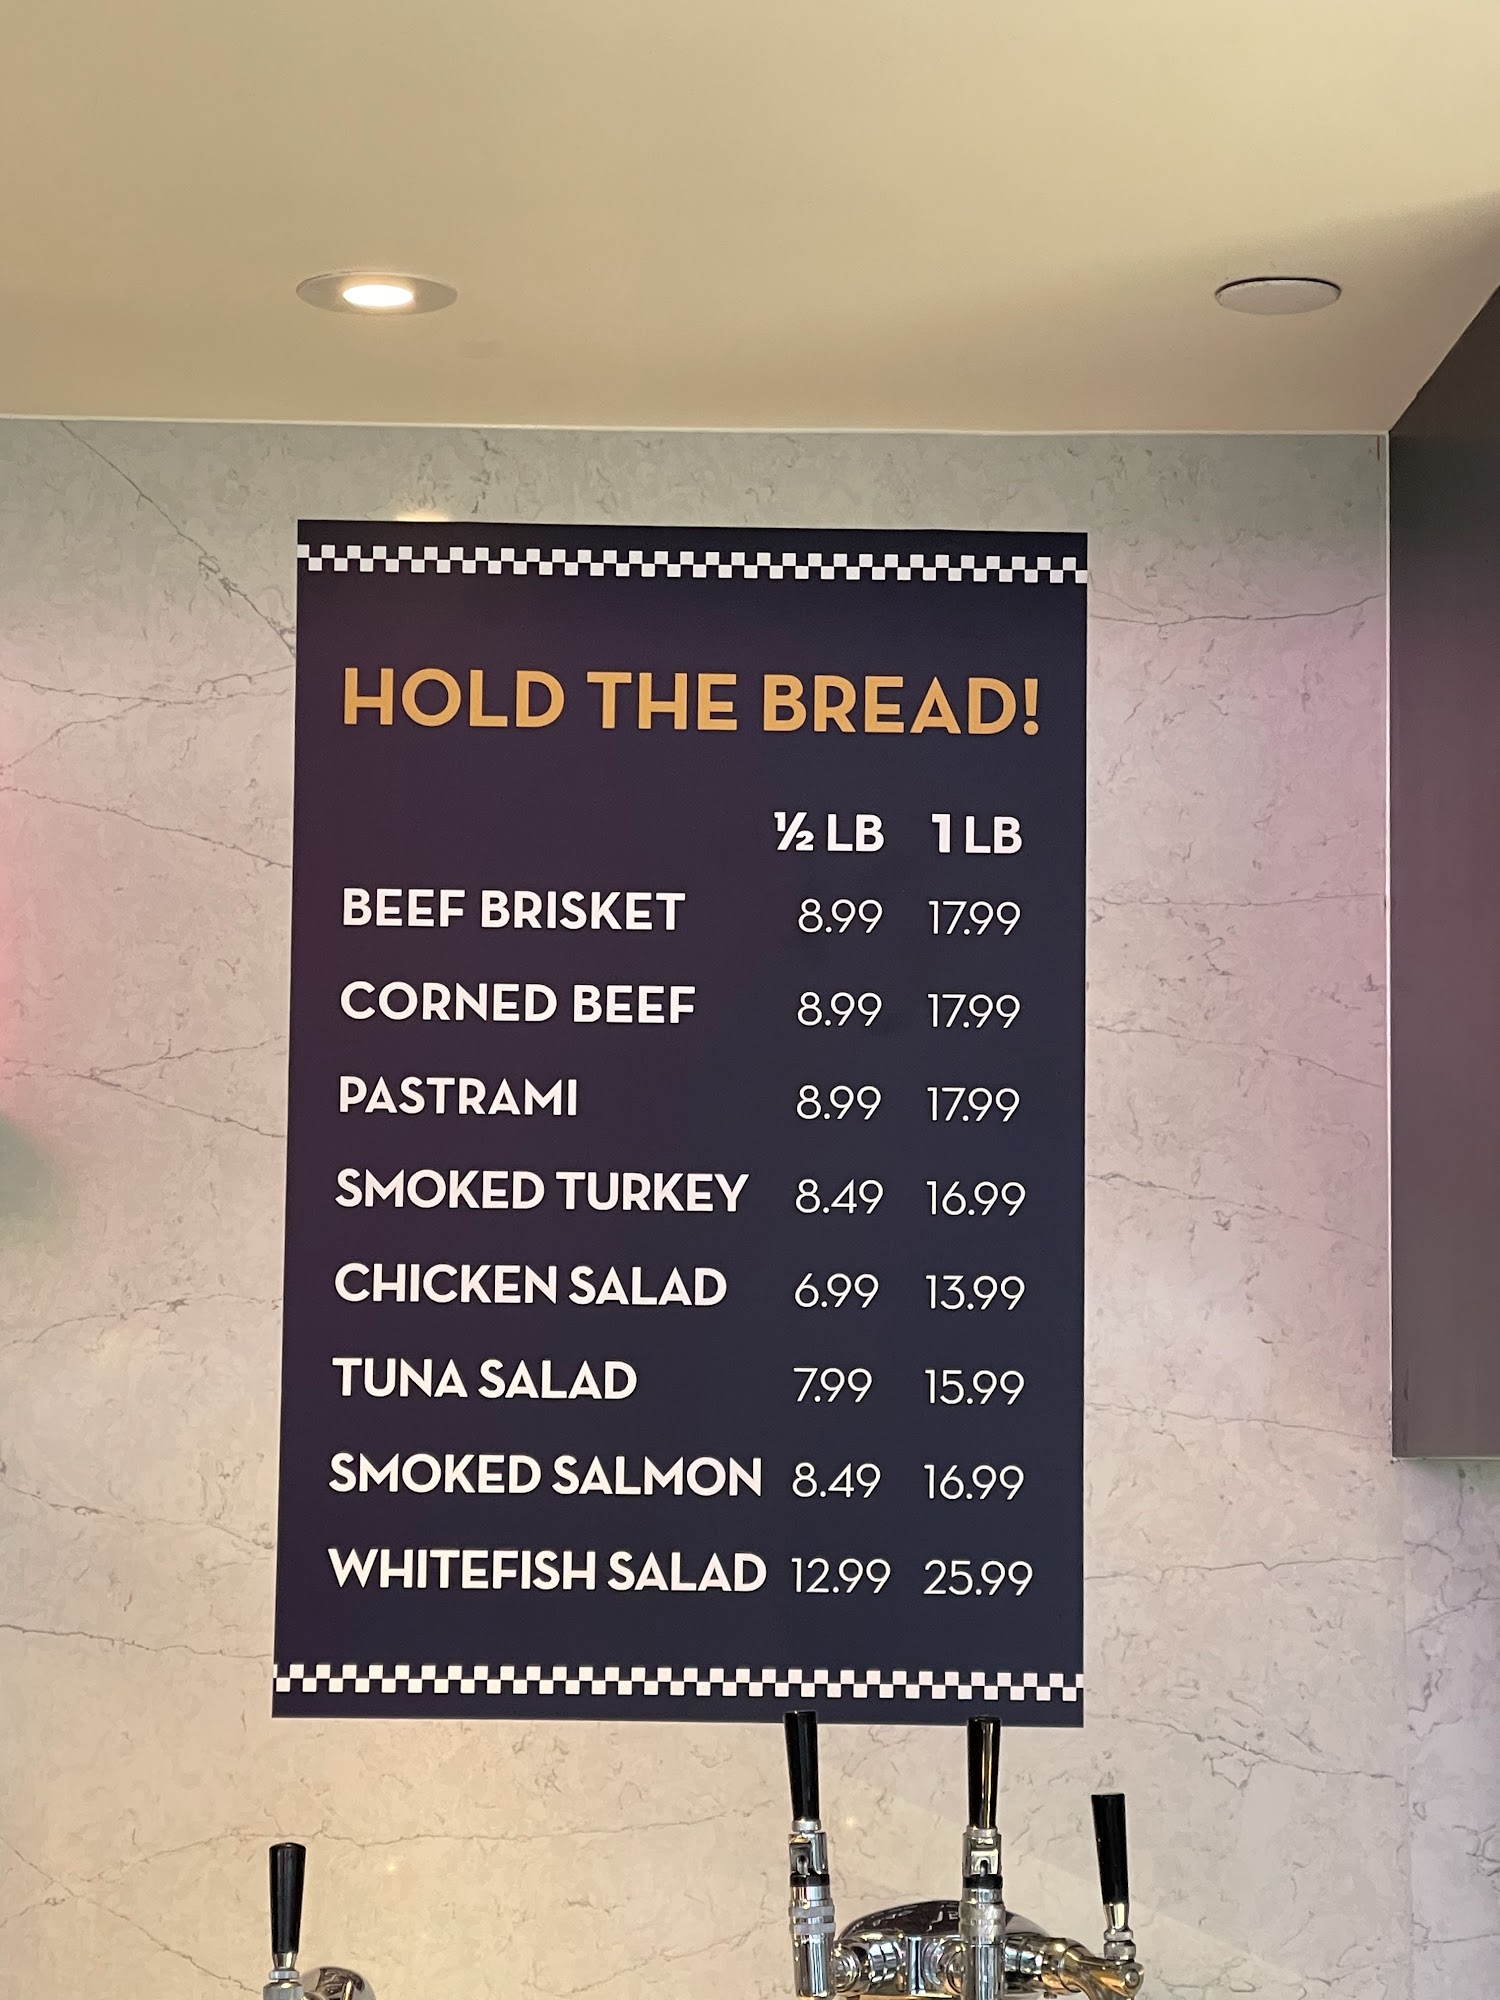 HOLD THE BREAD!
½ LB 1 LB
BEEF BRISKET 8.99 17.99
CORNED BEEF 8.99 17.99
PASTRAMI 8.99 17.99
SMOKED TURKEY 8.49 16.99
CHICKEN SALAD 6.99 13.99
TUNA SALAD 7.99 15.99
SMOKED SALMON 8.49 16.99
WHITEFISH SALAD 12.99 25.99